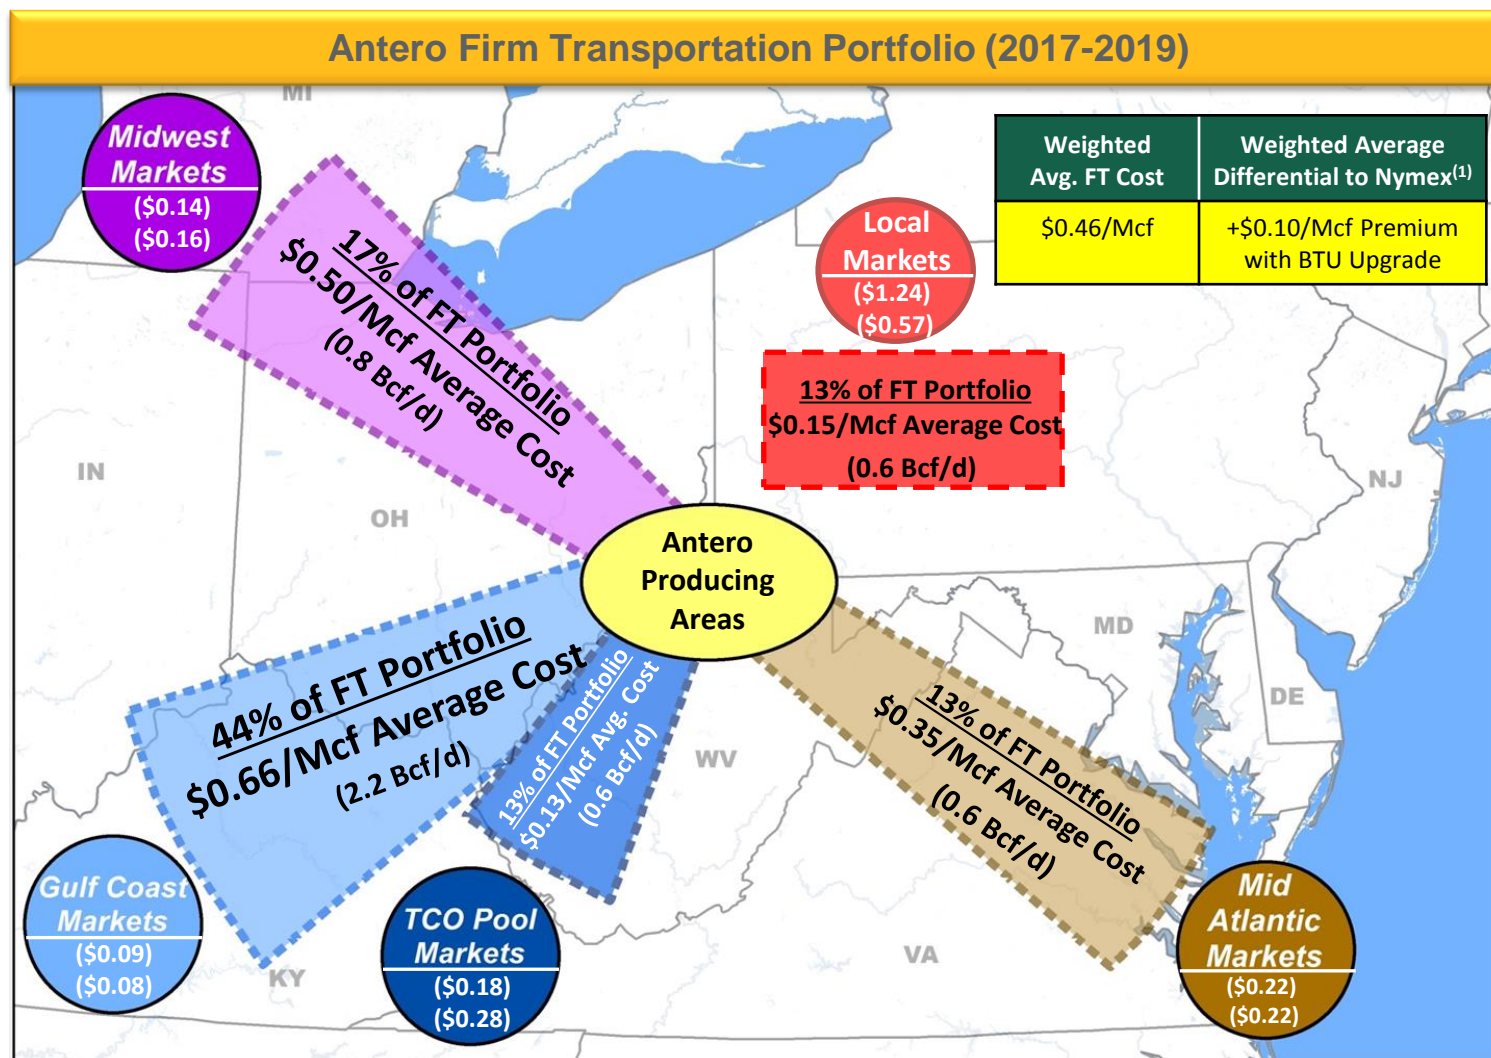 Antero Firm Transportation Portfolio (2017-2019)
MI
Midwest
Markets
($0.14)
($0.16)
17% of FT Portfolio
$0.50/Mcf Average Cost
(0.8 Bcf/d)
Local
Markets
($1.24)
($0.57)
13% of FT Portfolio
$0.15/Mcf Average Cost
(0.6 Bcf/d)
Weighted
Avg. FT Cost
Weighted Average
Differential to Nymex(1)
$0.46/Mcf
+$0.10/Mcf Premium
with BTU Upgrade
IN
OH
NJ
Antero
Producing
Areas
MD
DE
WV
44% of FT Portfolio
$0.66/Mcf Average Cost
(2.2 Bcf/d)
13% of FT Portfolio
$0.13/Mcf Avg. Cost
(0.6 Bcf/d)
13% of FT Portfolio
$0.35/Mcf Average Cost
(0.6 Bcf/d)
Gulf Coast
Markets
($0.09)
($0.08)
KY
TCO Pool
Markets
($0.18)
($0.28)
VA
Mid
Atlantic
Markets
($0.22)
($0.22)